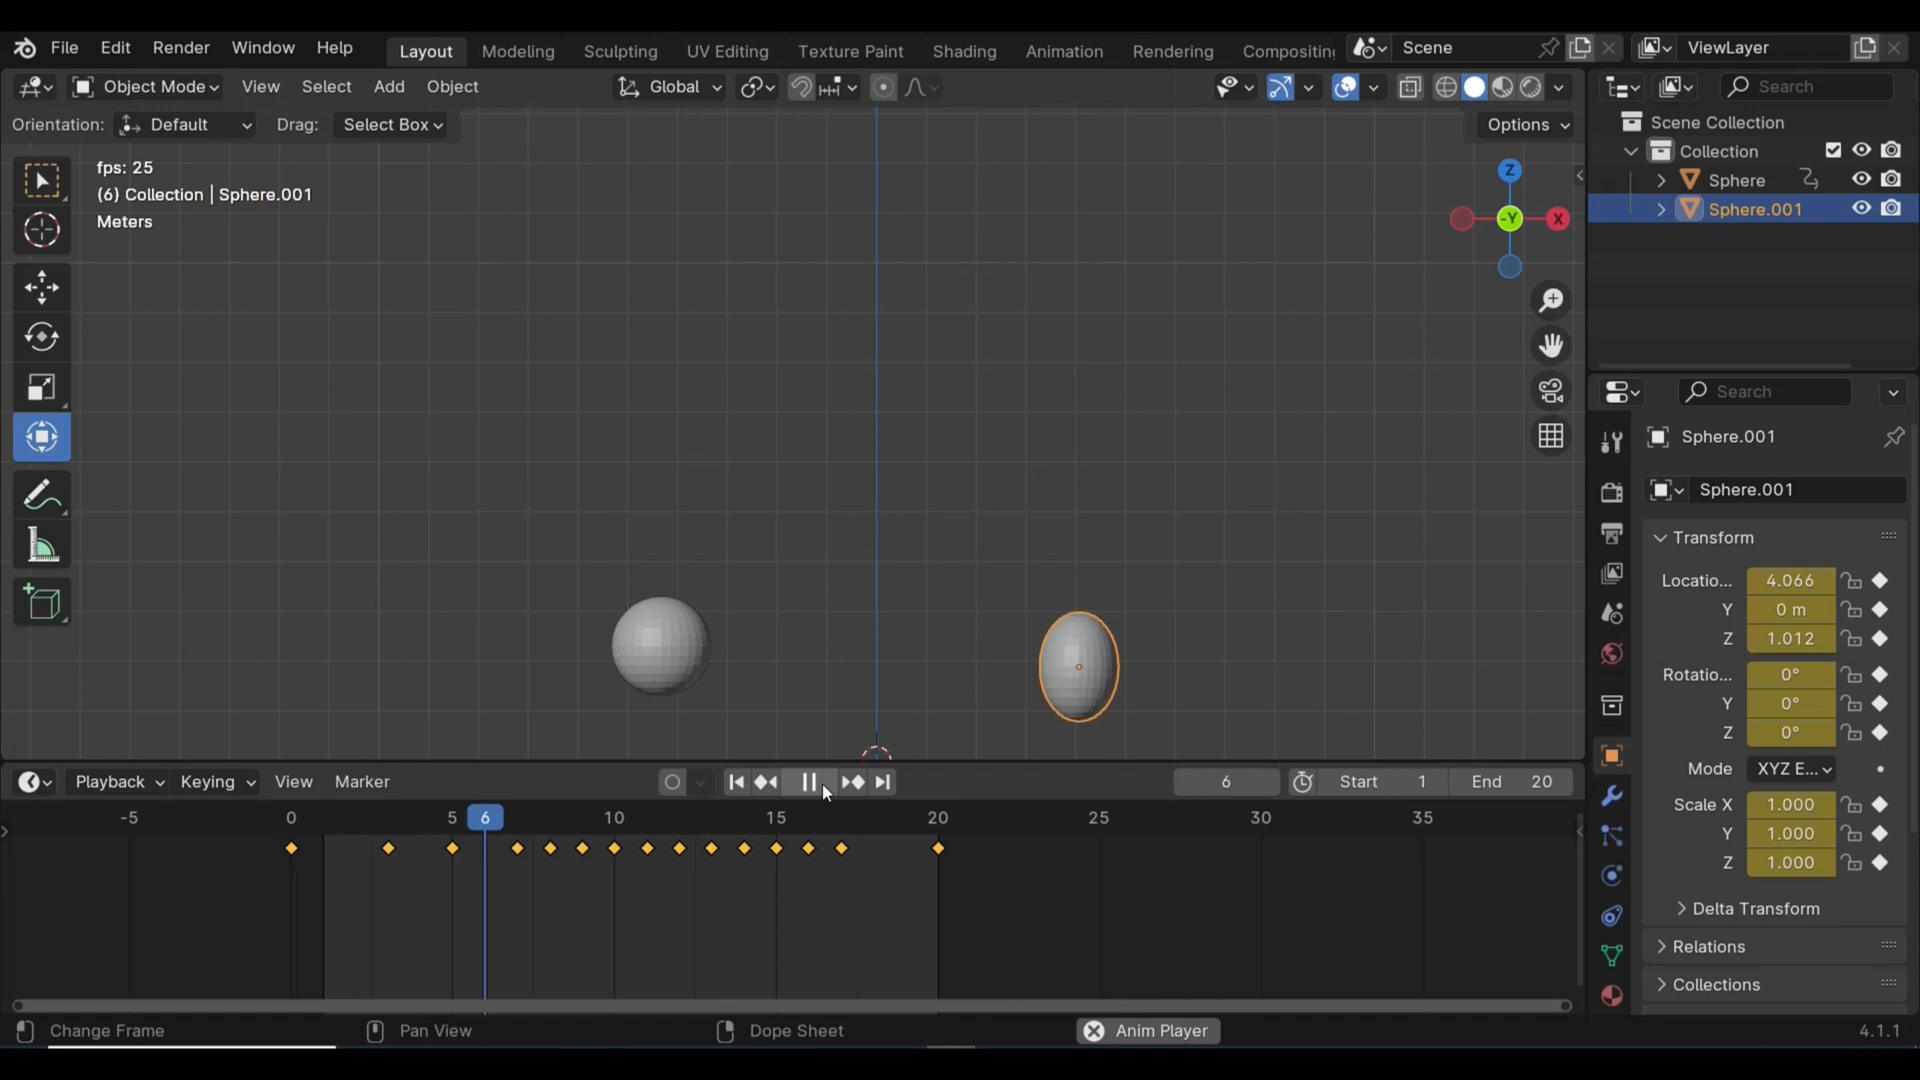 File Edit Render Window Help Layout Modeling Sculpting UV Editing Texture Paint Shading Animation Rendering Compositing Scene ViewLayer
Object Mode View Select Add Object Global Search
Orientation: Default Drag: Select Box Options
Scene Collection
Collection
Sphere
Sphere.001
fps: 25
(6) Collection | Sphere.001
Meters
Z
-Y X
Search
Sphere.001
Sphere.001
Transform
Locatio... 4.066
Y 0 m
Z 1.012
Rotatio... 0°
Y 0°
Z 0°
Mode XYZ E...
Scale X 1.000
Y 1.000
Z 1.000
Delta Transform
Relations
Collections
Playback Keying View Marker 6 Start 1 End 20
-5 0 5 6 10 15 20 25 30 35
Change Frame Pan View Dope Sheet Anim Player 4.1.1